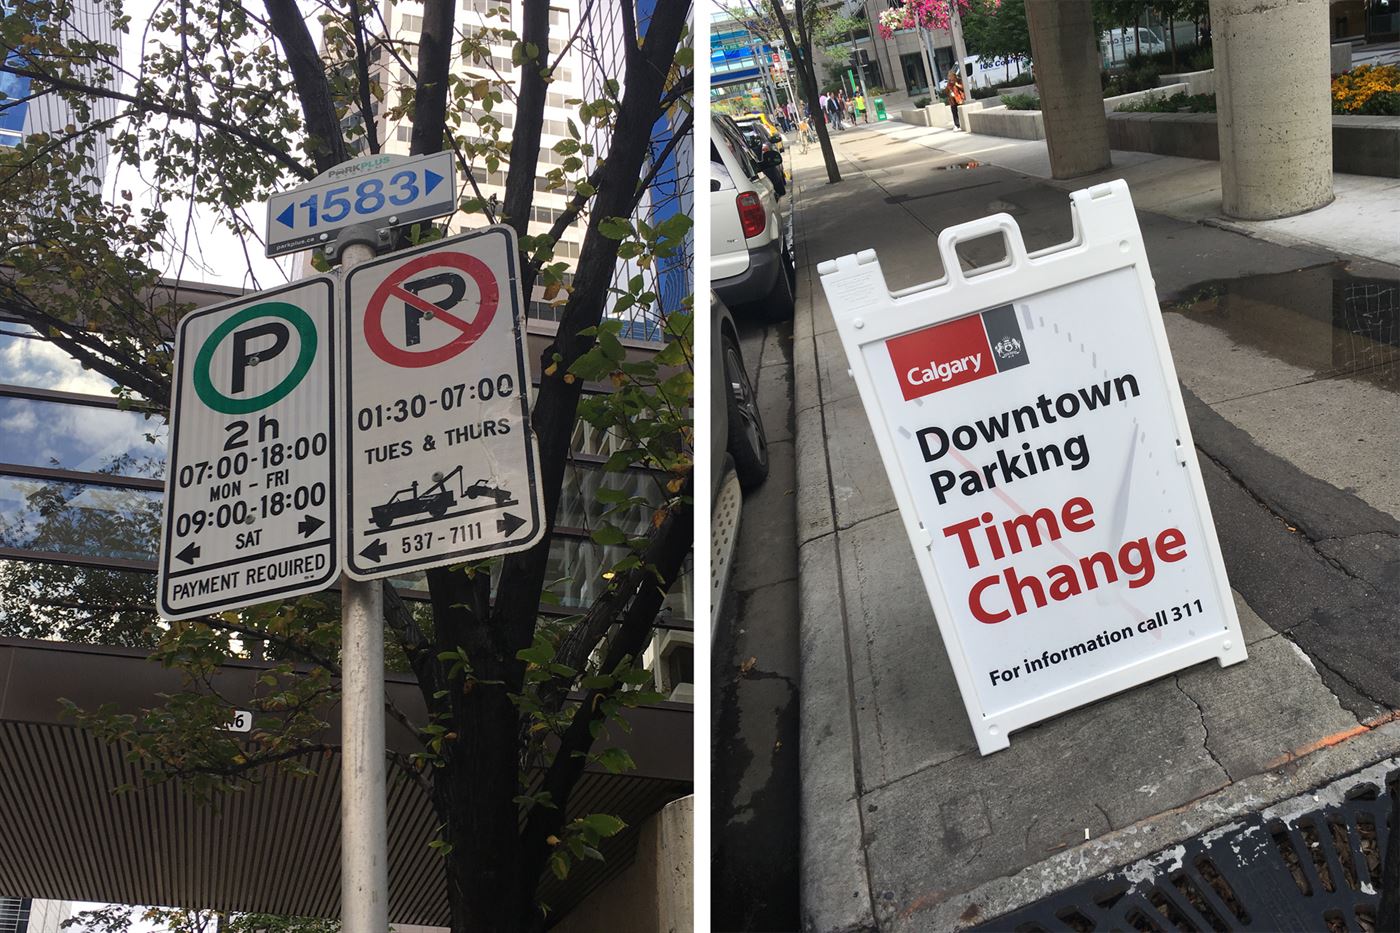 PARKPLUS
1583
parkplus.ca
P
2 h
07:00-18:00
MON - FRI
09:00-18:00
SAT
PAYMENT REQUIRED
P
01:30-07:00
TUES & THURS
537-7111
Calgary
Downtown
Parking
Time
Change
For information call 311